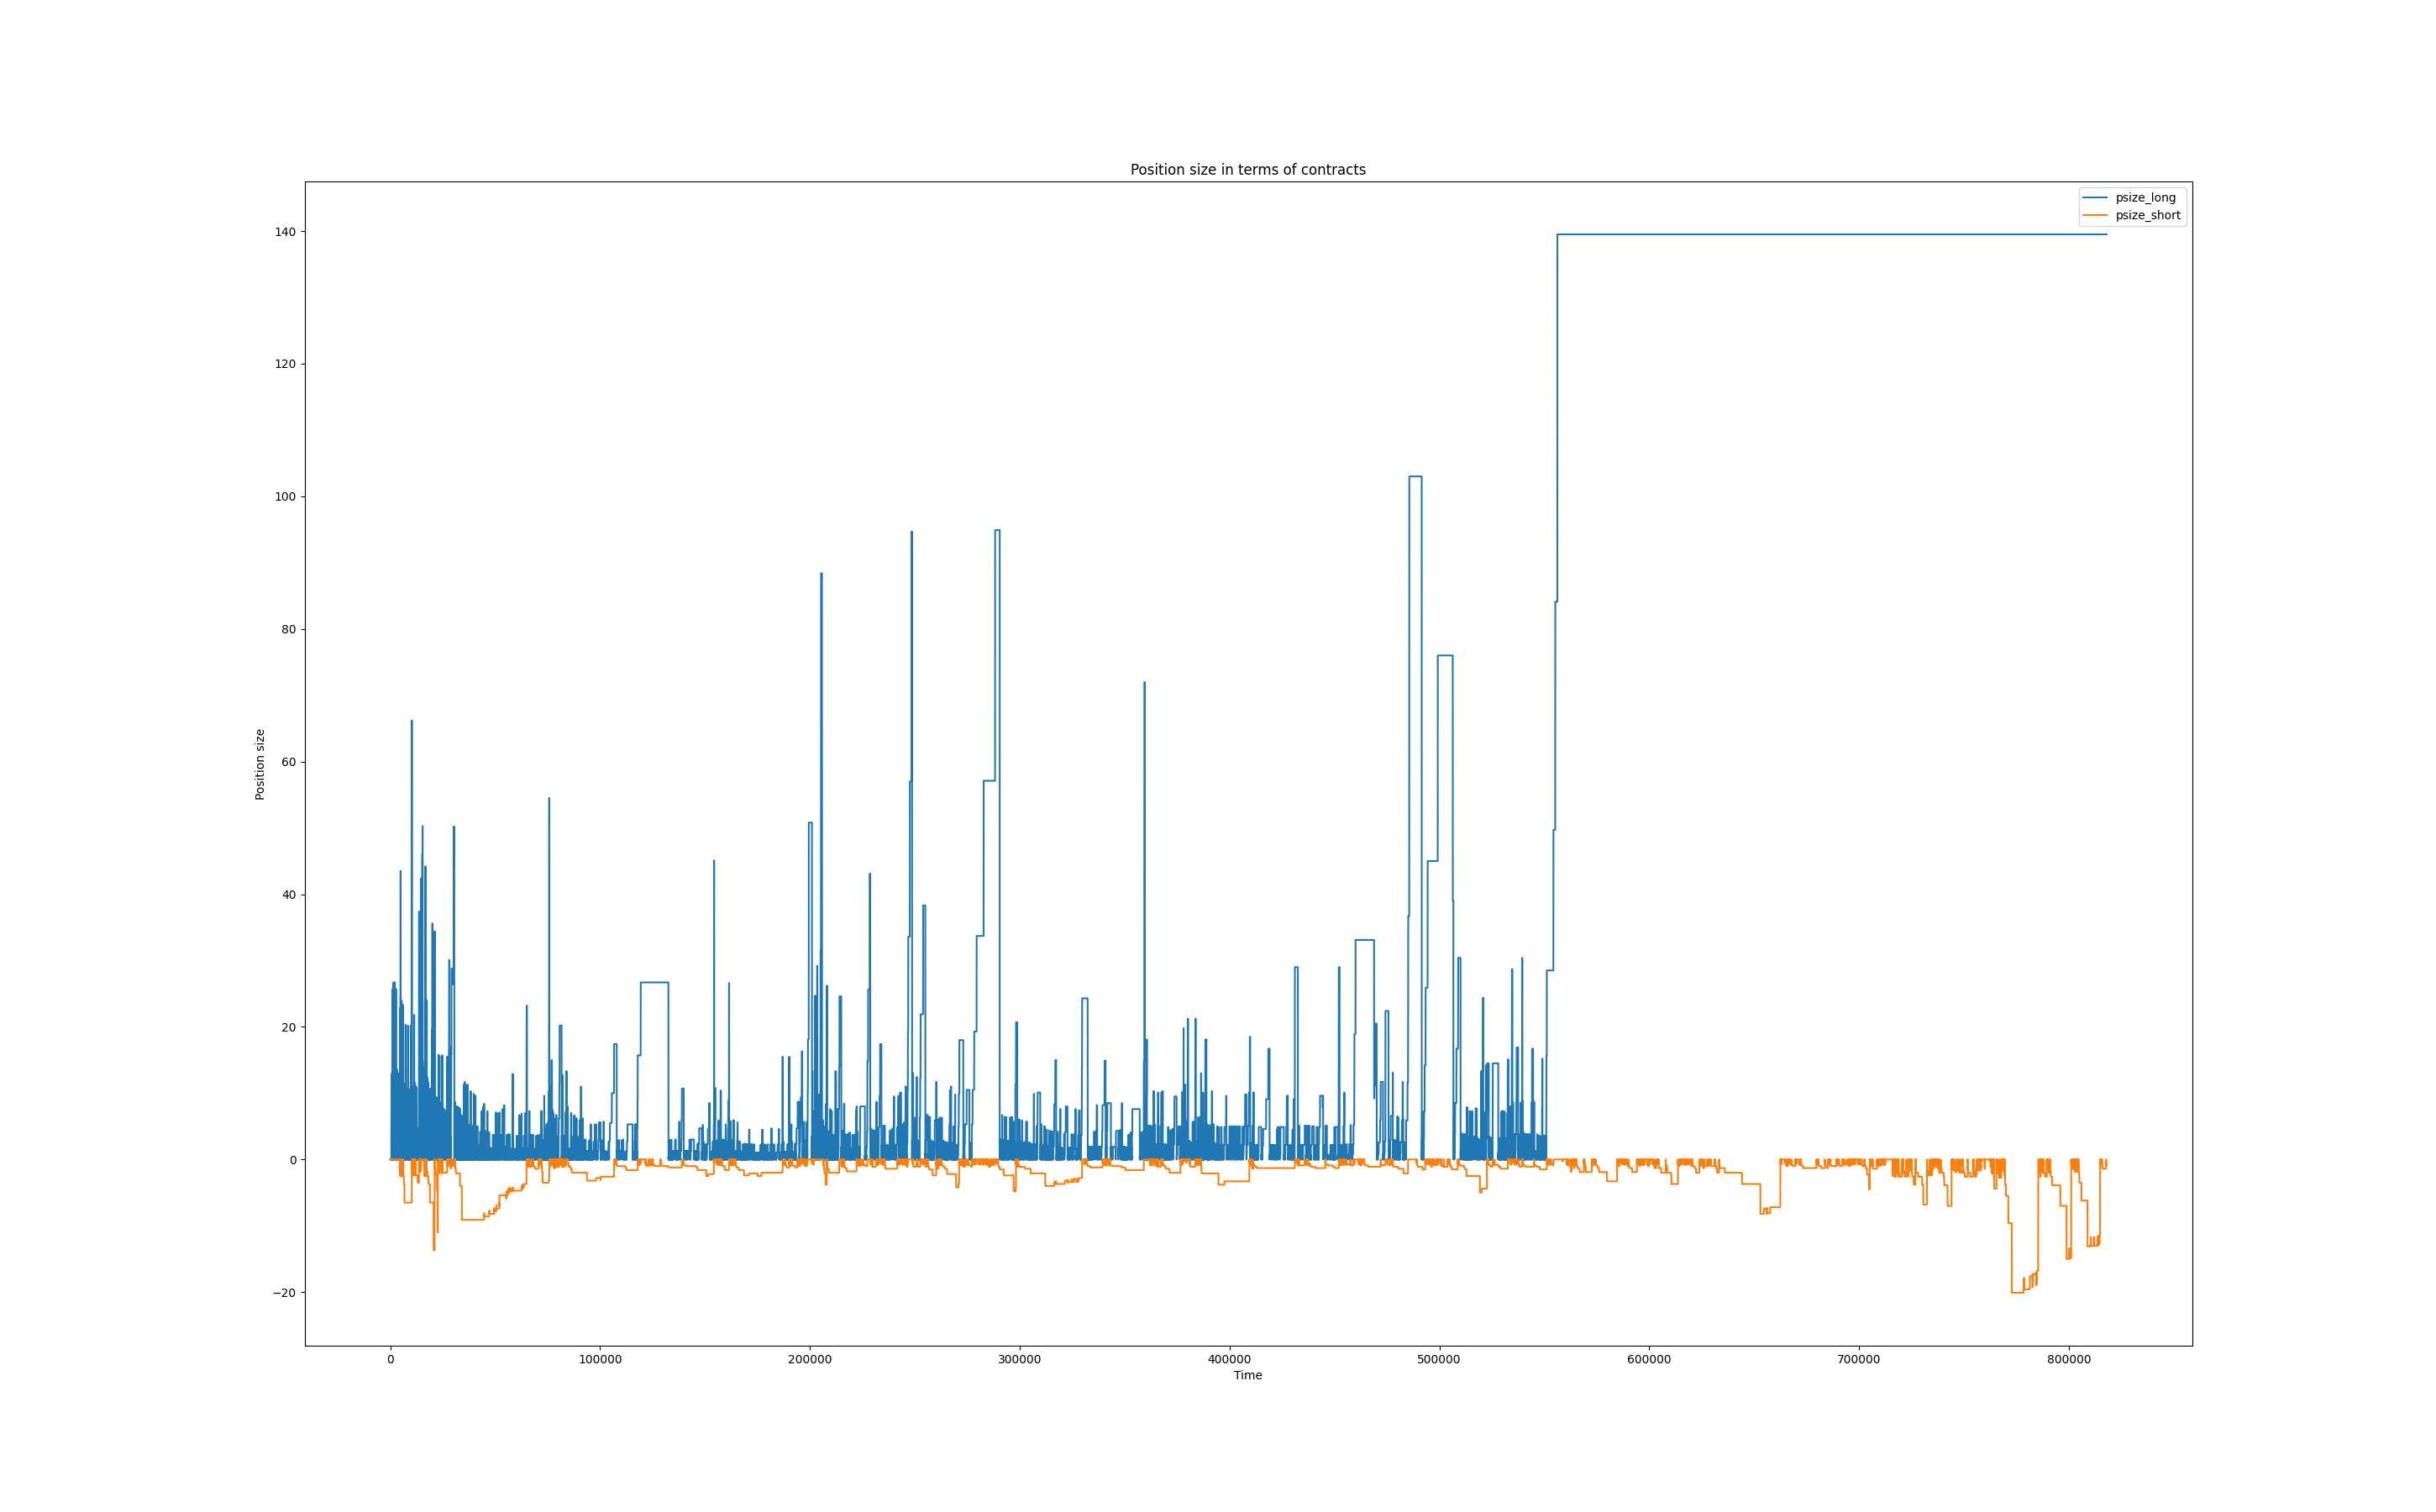 Position size in terms of contracts
psize_long
psize_short
140
120
100
80
60
40
20
0
−20
Position size
0 100000 200000 300000 400000 500000 600000 700000 800000
Time